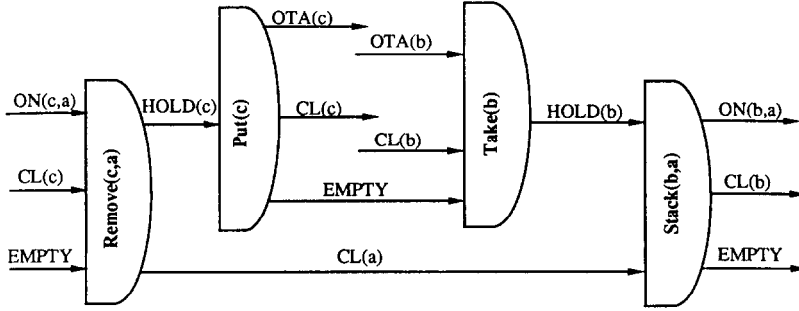 OTA(c)
OTA(b)
ON(c,a)
HOLD(c)
Put(c)
CL(c)
Take(b)
HOLD(b)
ON(b,a)
CL(b)
CL(c)
Remove(c,a)
EMPTY
Stack(b,a)
CL(b)
EMPTY
CL(a)
EMPTY